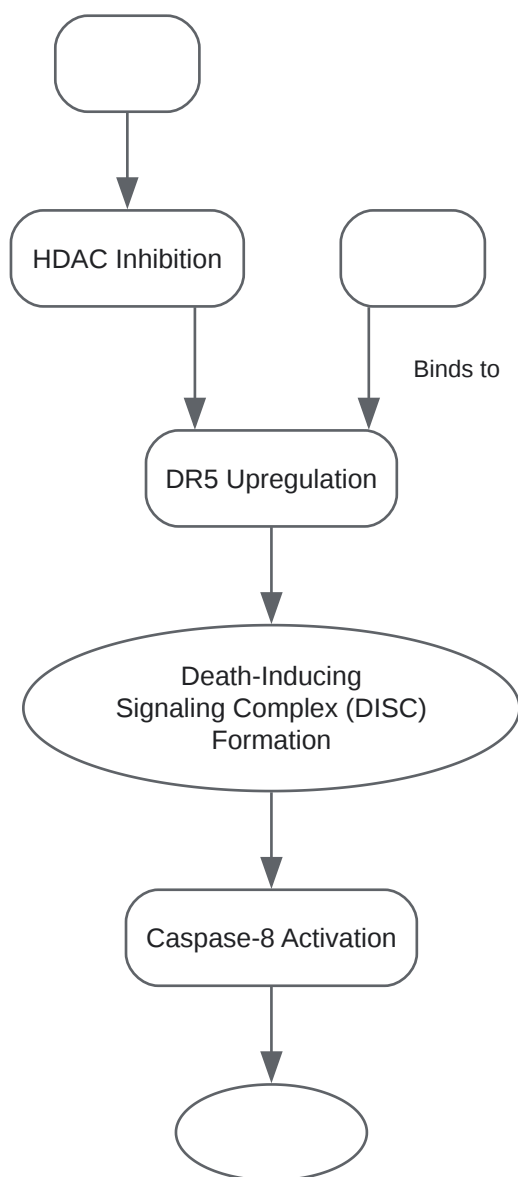 HDAC Inhibition
Binds to
DR5 Upregulation
Death-Inducing
Signaling Complex (DISC)
Formation
Caspase-8 Activation